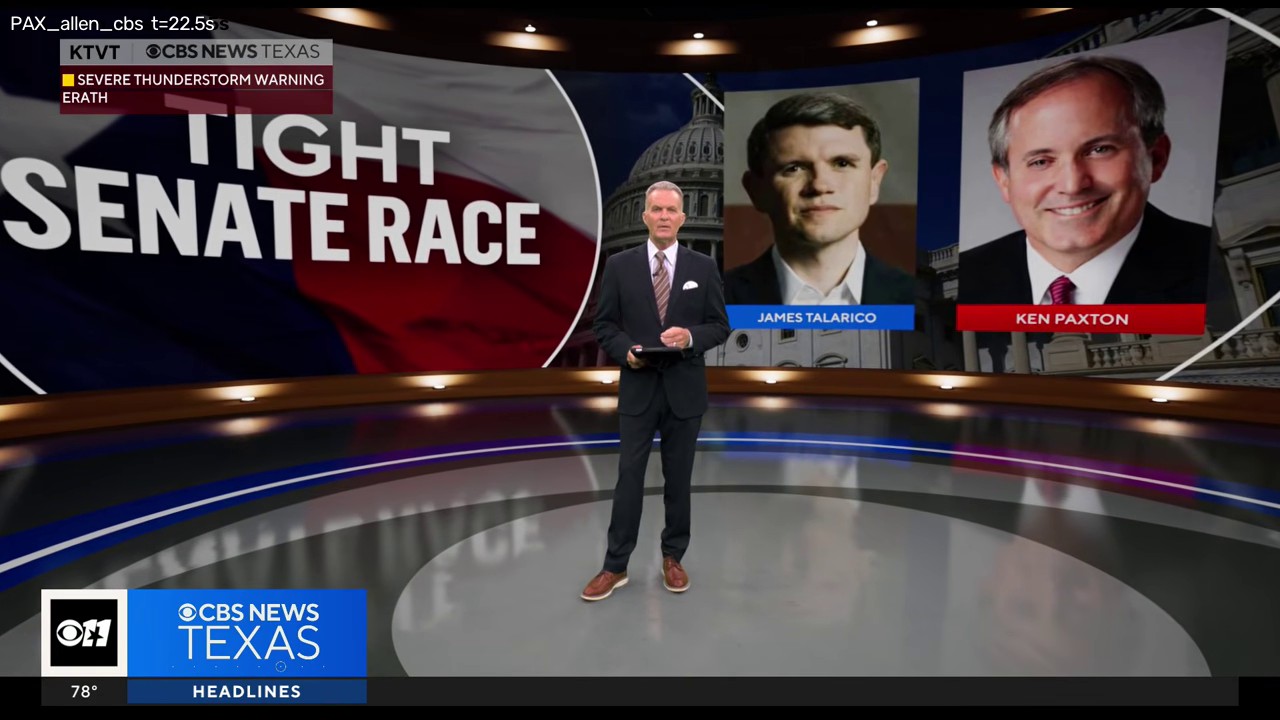 PAX_allen_cbs t=22.5s
KTVT CBS NEWS TEXAS
SEVERE THUNDERSTORM WARNING
ERATH
TIGHT
SENATE RACE
JAMES TALARICO
KEN PAXTON
11
CBS NEWS
TEXAS
78°
HEADLINES